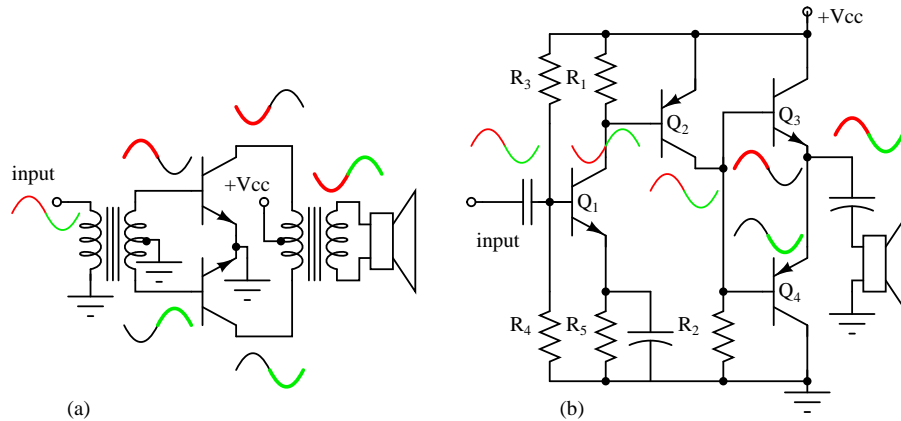 input
+Vcc
(a)
+Vcc
R3
R1
Q2
Q3
Q1
input
Q4
R4
R5
R2
(b)